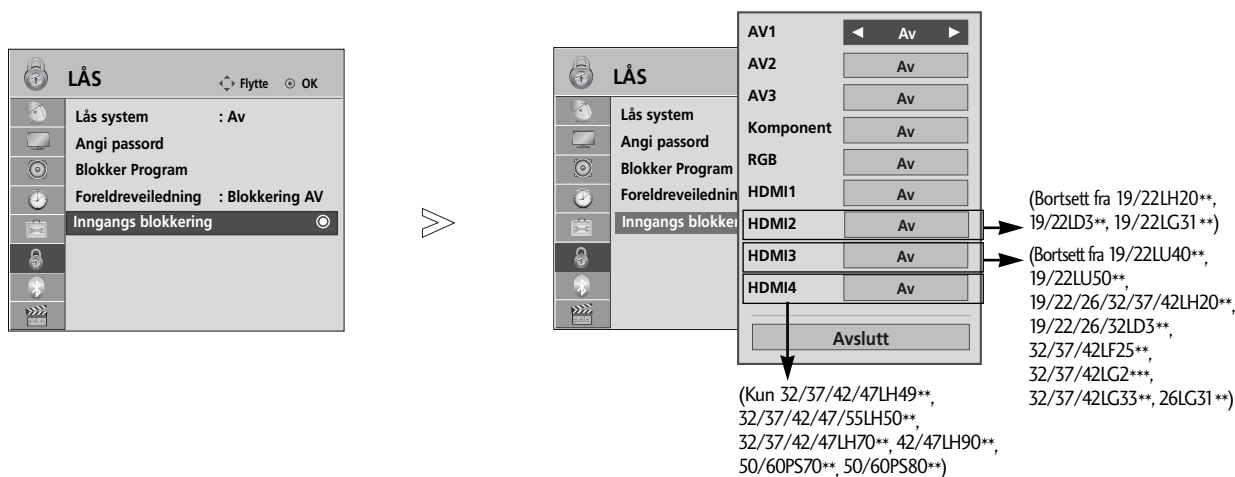 LÅS
Flytte
OK
Lås system : Av
Angi passord
Blokker Program
Foreldreveiledning : Blokkering AV
Inngangs blokkering
LÅS
Lås system
Angi passord
Blokker Program
Foreldreveilednin
Inngangs blokker
AV1 Av
AV2 Av
AV3 Av
Komponent Av
RGB Av
HDMI1 Av
HDMI2 Av
HDMI3 Av
HDMI4 Av
Avslutt
(Bortsett fra 19/22LH20**,
19/22LD3**, 19/22LG31**)
(Bortsett fra 19/22LU40**,
19/22LU50**,
19/22/26/32/37/42LH20**,
19/22/26/32LD3**,
32/37/42LF25**,
32/37/42LG2***,
32/37/42LG33**, 26LG31**)
(Kun 32/37/42/47LH49**,
32/37/42/47/55LH50**,
32/37/42/47LH70**, 42/47LH90**,
50/60PS70**, 50/60PS80**)